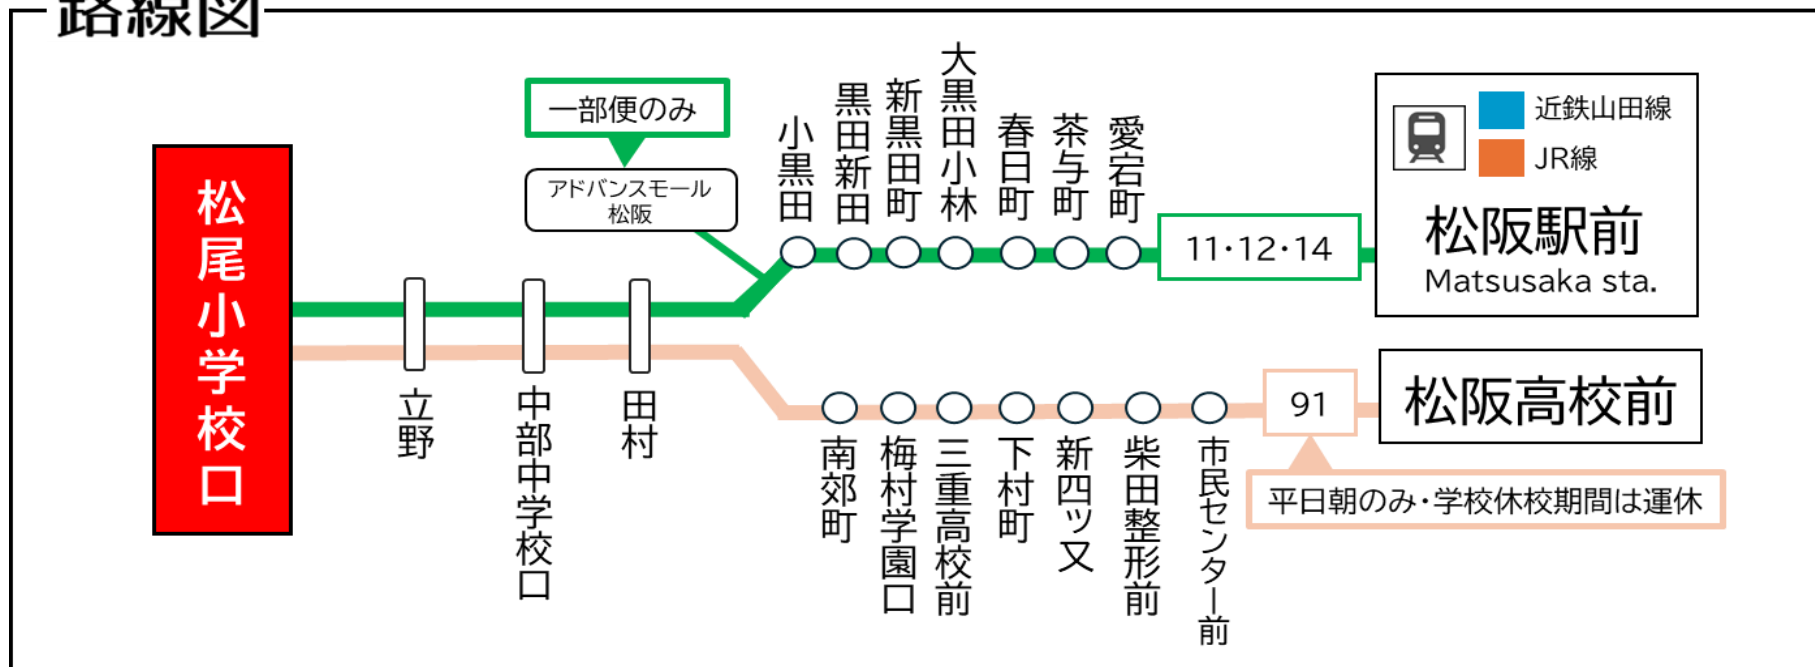 路線図
松尾小学校口
一部便のみ
アドバンスモール
松阪
立野
中部中学校口
田村
小黒田
黒田新田
新黒田町
大黒田小林
春日町
茶与町
愛宕町
11・12・14
近鉄山田線
JR線
松阪駅前
Matsusaka sta.
南郊町
梅村学園口
三重高校前
下村町
新四ツ又
柴田整形前
市民センター前
91
松阪高校前
平日朝のみ・学校休校期間は運休